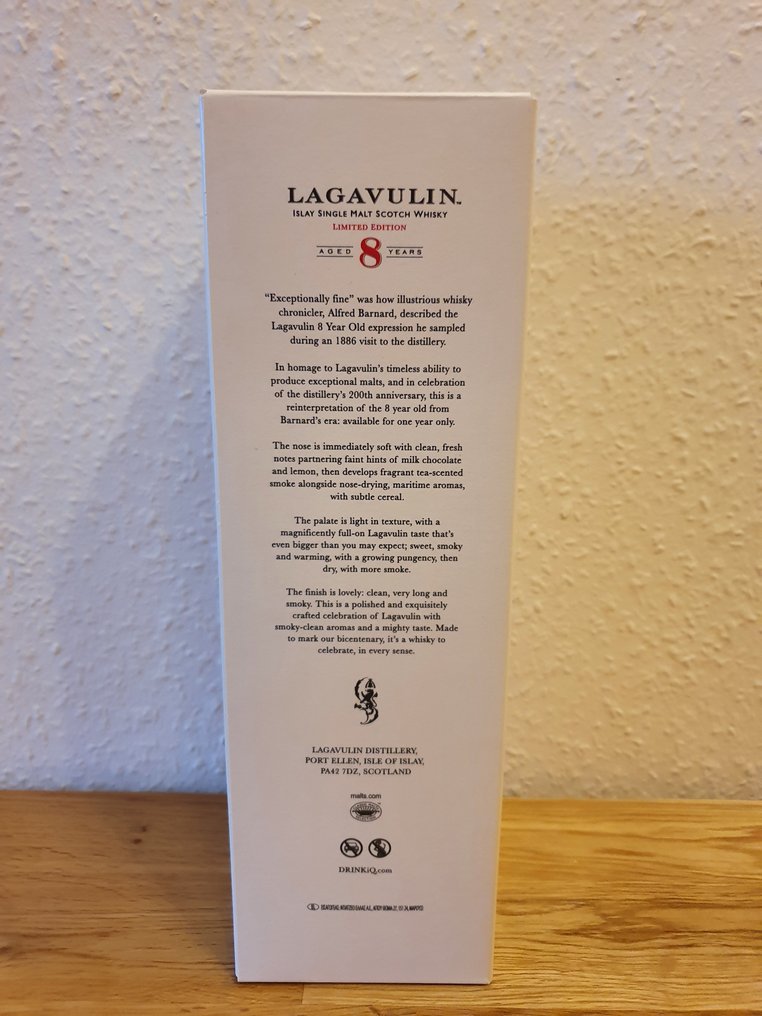 LAGAVULIN™
ISLAY SINGLE MALT SCOTCH WHISKY
LIMITED EDITION
AGED 8 YEARS
“Exceptionally fine” was how illustrious whisky
chronicler, Alfred Barnard, described the
Lagavulin 8 Year Old expression he sampled
during an 1886 visit to the distillery.
In homage to Lagavulin’s timeless ability to
produce exceptional malts, and in celebration
of the distillery’s 200th anniversary, this is a
reinterpretation of the 8 year old from
Barnard’s era: available for one year only.
The nose is immediately soft with clean, fresh
notes partnering faint hints of milk chocolate
and lemon, then develops fragrant tea-scented
smoke alongside nose-drying, maritime aromas,
with subtle cereal.
The palate is light in texture, with a
magnificently full-on Lagavulin taste that’s
even bigger than you may expect; sweet, smoky
and warming, with a growing pungency, then
dry, with more smoke.
The finish is lovely: clean, very long and
smoky. This is a polished and exquisitely
crafted celebration of Lagavulin with
smoky-clean aromas and a mighty taste. Made
to mark our bicentenary, it’s a whisky to
celebrate, in every sense.
LAGAVULIN DISTILLERY,
PORT ELLEN, ISLE OF ISLAY,
PA42 7DZ, SCOTLAND
malts.com
DRINKiQ.com